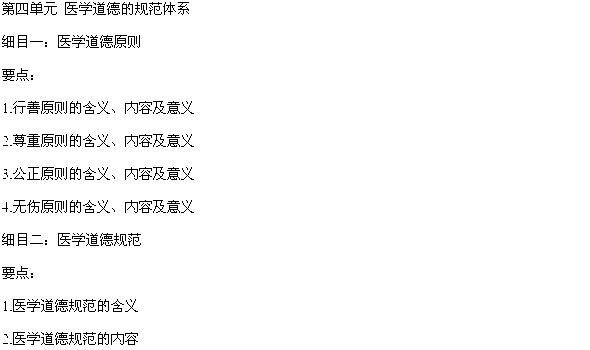 第四单元 医学道德的规范体系
细目一：医学道德原则
要点：
1.行善原则的含义、内容及意义
2.尊重原则的含义、内容及意义
3.公正原则的含义、内容及意义
4.无伤原则的含义、内容及意义
细目二：医学道德规范
要点：
1.医学道德规范的含义
2.医学道德规范的内容